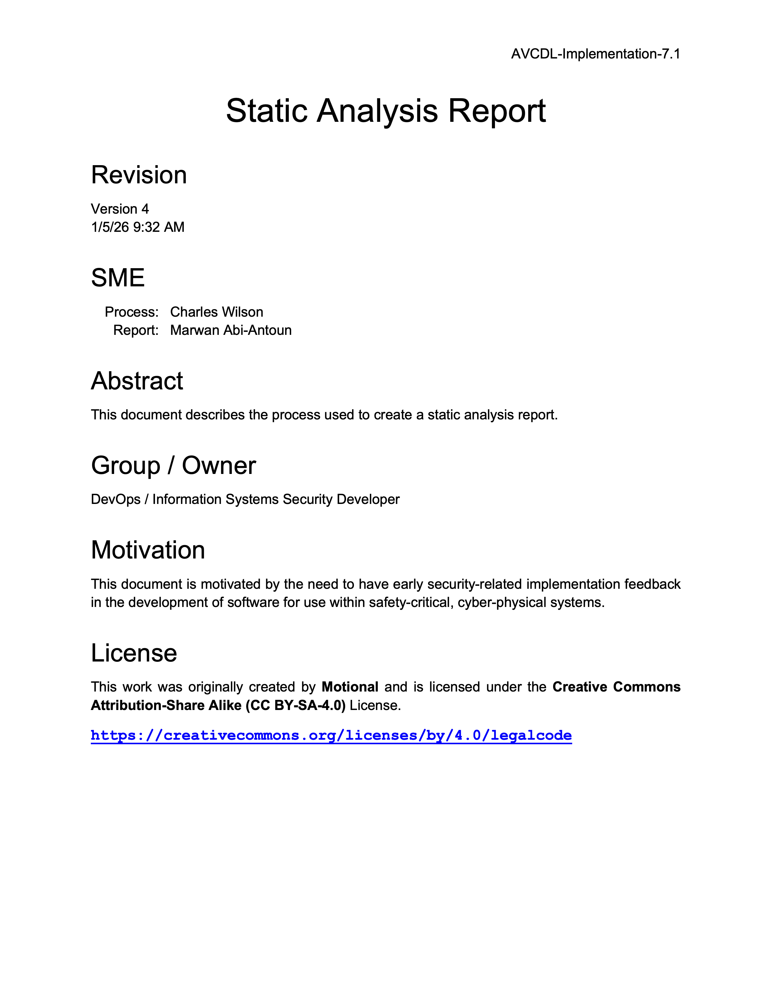 AVCDL-Implementation-7.1
Static Analysis Report
Revision
Version 4
1/5/26 9:32 AM
SME
Process: Charles Wilson
Report: Marwan Abi-Antoun
Abstract
This document describes the process used to create a static analysis report.
Group / Owner
DevOps / Information Systems Security Developer
Motivation
This document is motivated by the need to have early security-related implementation feedback
in the development of software for use within safety-critical, cyber-physical systems.
License
This work was originally created by Motional and is licensed under the Creative Commons
Attribution-Share Alike (CC BY-SA-4.0) License.
https://creativecommons.org/licenses/by/4.0/legalcode